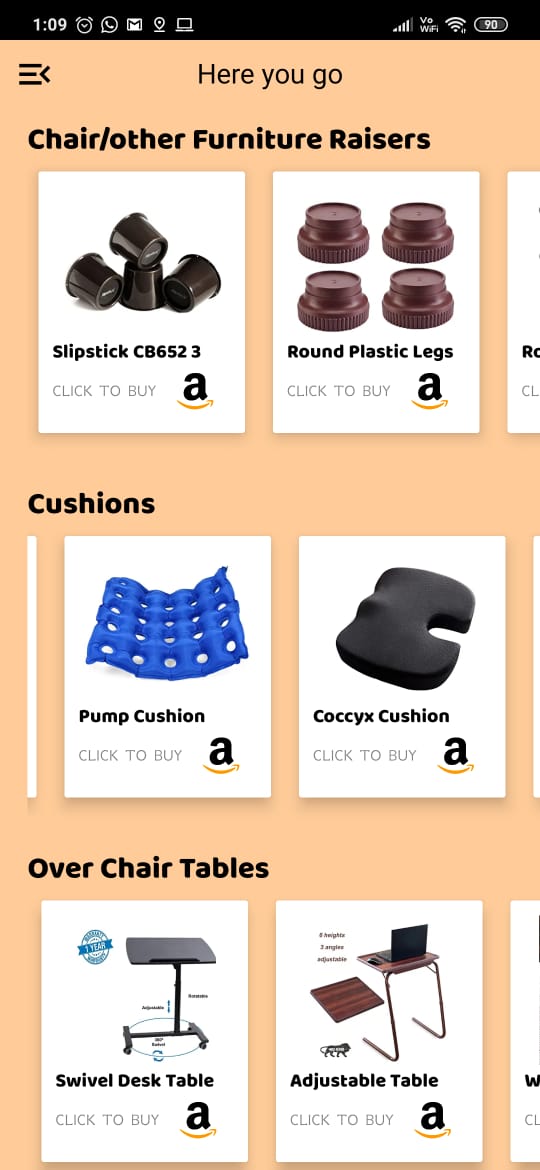 1:09
Vo
WiFi
90
Here you go
Chair/other Furniture Raisers
Slipstick CB652 3
CLICK TO BUY
a
Round Plastic Legs
CLICK TO BUY
a
Ro
CL
Cushions
Pump Cushion
CLICK TO BUY
a
Coccyx Cushion
CLICK TO BUY
a
Over Chair Tables
WARRANTY
1 YEAR
WARRANTY
Rotatable
Adjustable
360°
Swivel
Swivel Desk Table
CLICK TO BUY
a
6 heights
3 angles
adjustable
Adjustable Table
CLICK TO BUY
a
W
CL